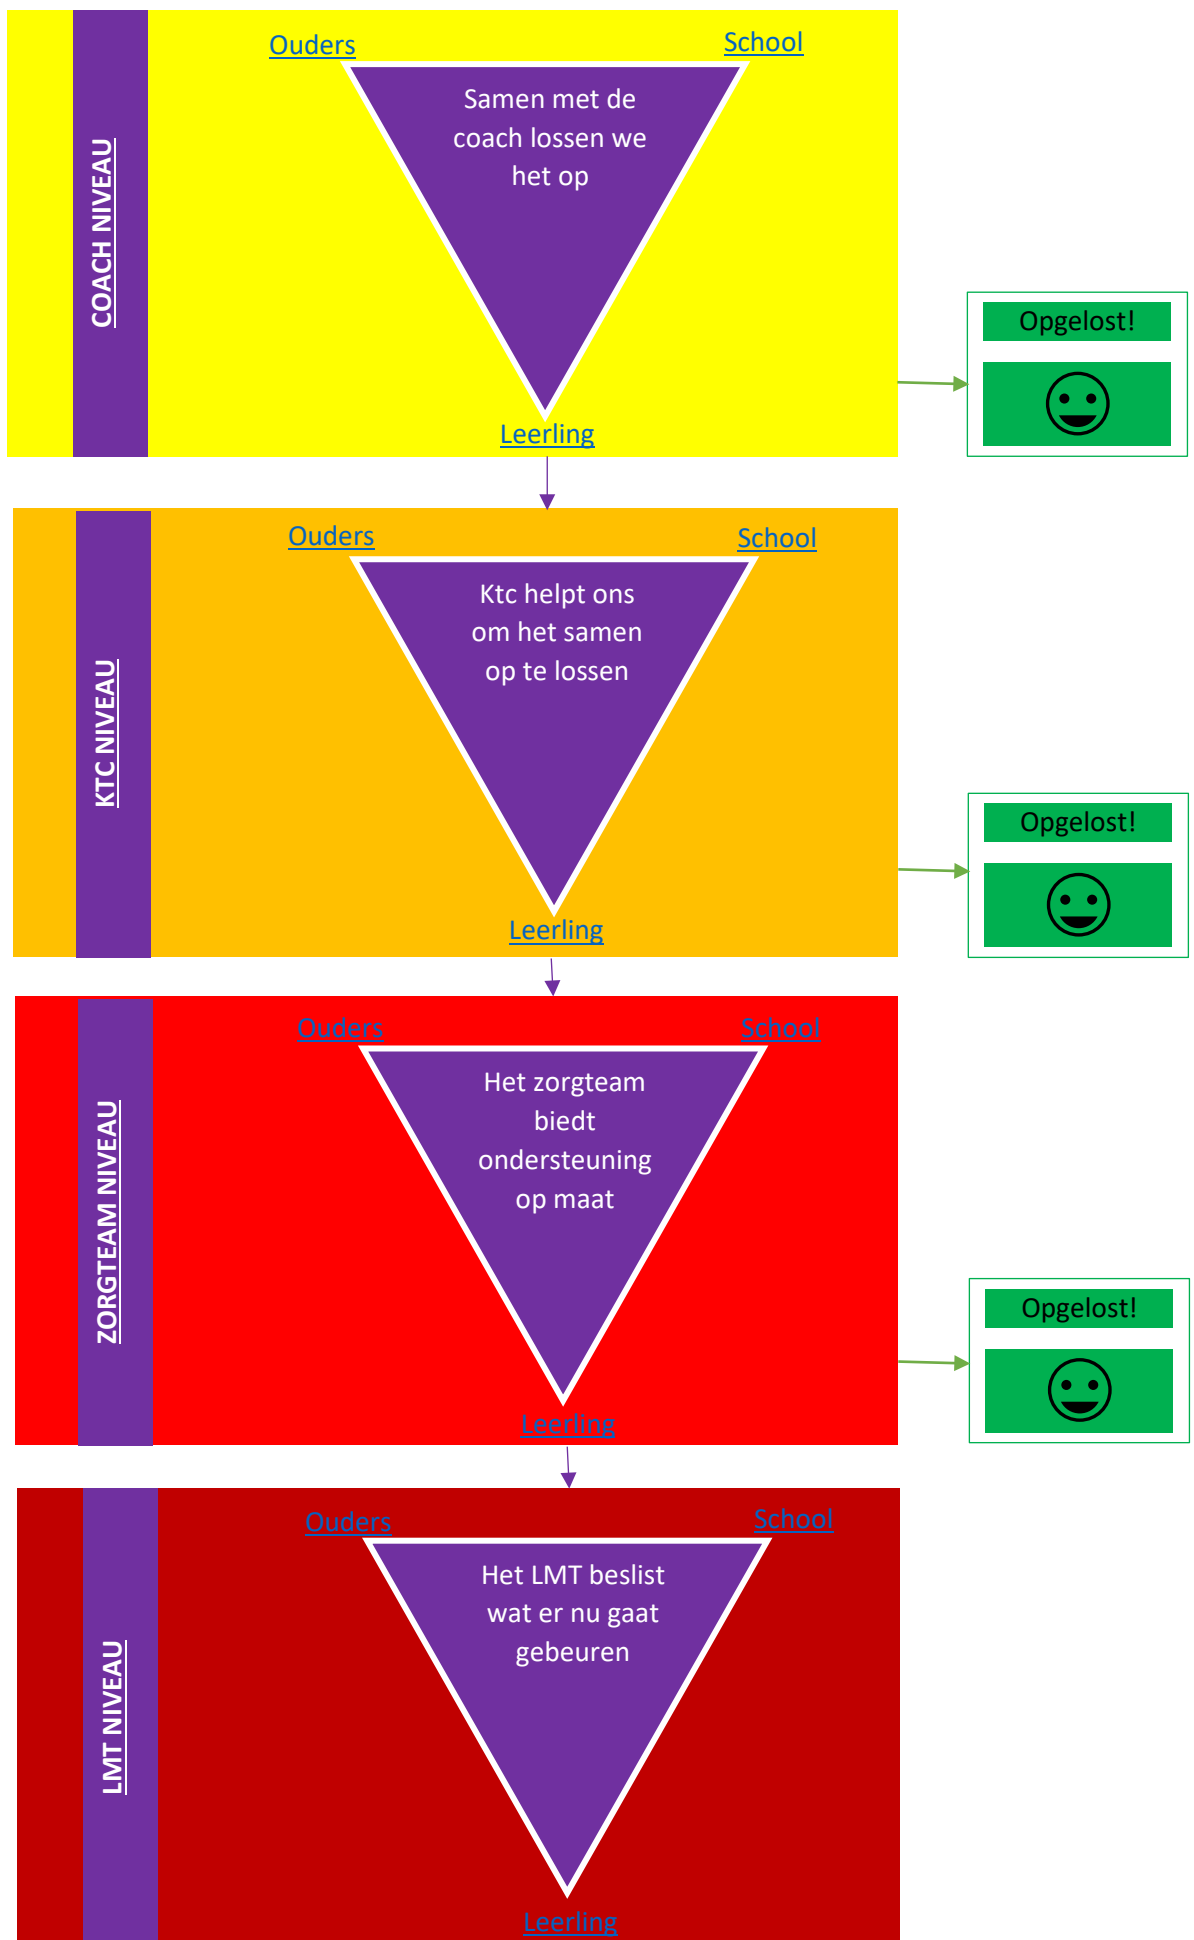 Ouders
School
Samen met de
coach lossen we
het op
COACH NIVEAU
Leerling
Opgelost!
Ouders
School
Ktc helpt ons
om het samen
op te lossen
KTC NIVEAU
Leerling
Opgelost!
Ouders
School
Het zorgteam
biedt
ondersteuning
op maat
ZORGTEAM NIVEAU
Leerling
Opgelost!
Ouders
School
Het LMT beslist
wat er nu gaat
gebeuren
LMT NIVEAU
Leerling